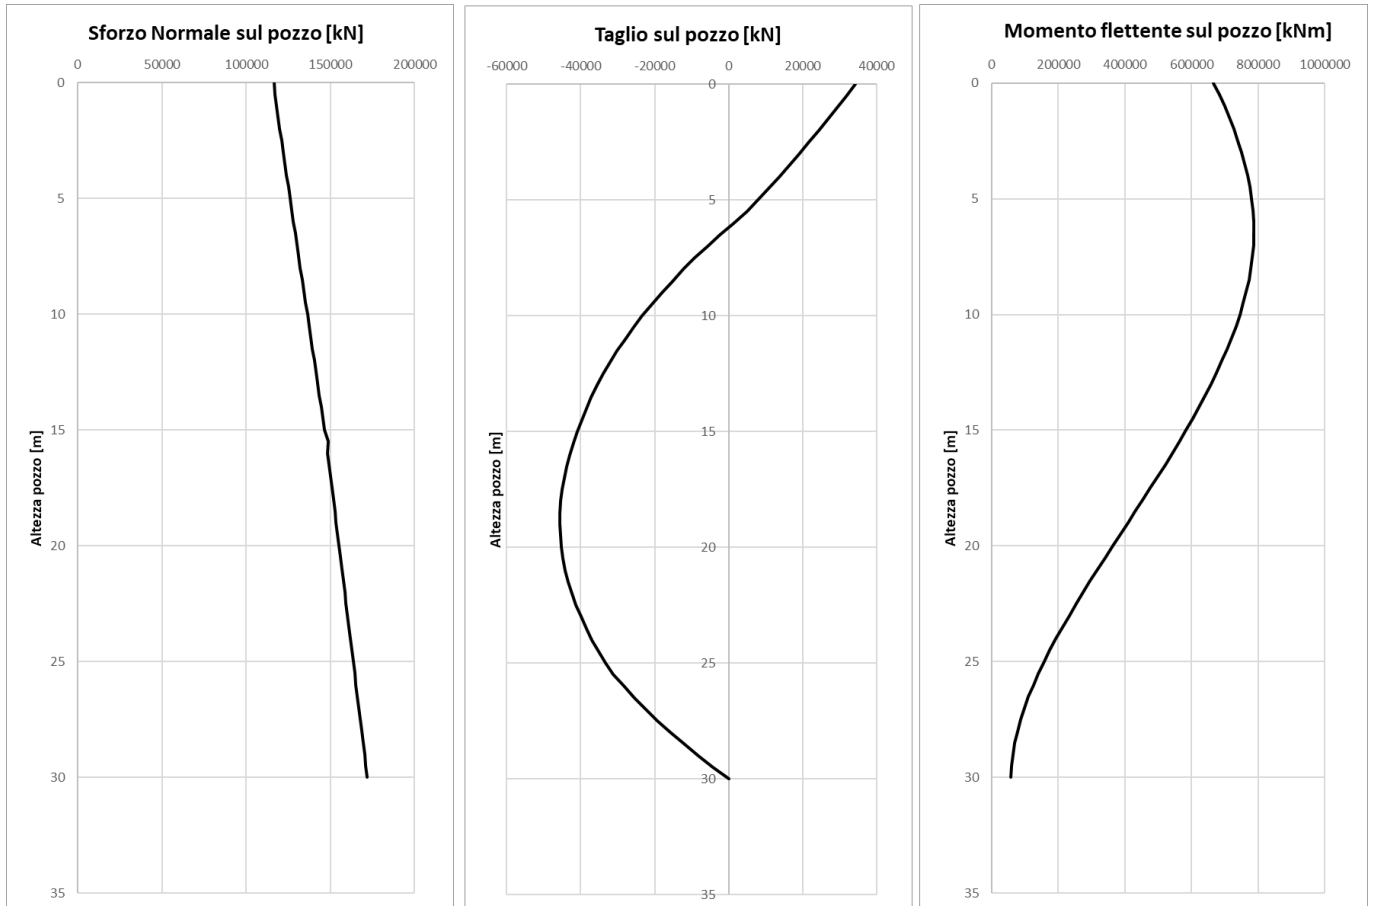 Sforzo Normale sul pozzo [kN]
0 50000 100000 150000 200000
0
5
10
15
20
25
30
35
Altezza pozzo [m]
Taglio sul pozzo [kN]
-60000 -40000 -20000 0 20000 40000
0
5
10
15
20
25
30
35
Altezza pozzo [m]
Momento flettente sul pozzo [kNm]
0 200000 400000 600000 800000 1000000
0
5
10
15
20
25
30
35
Altezza pozzo [m]